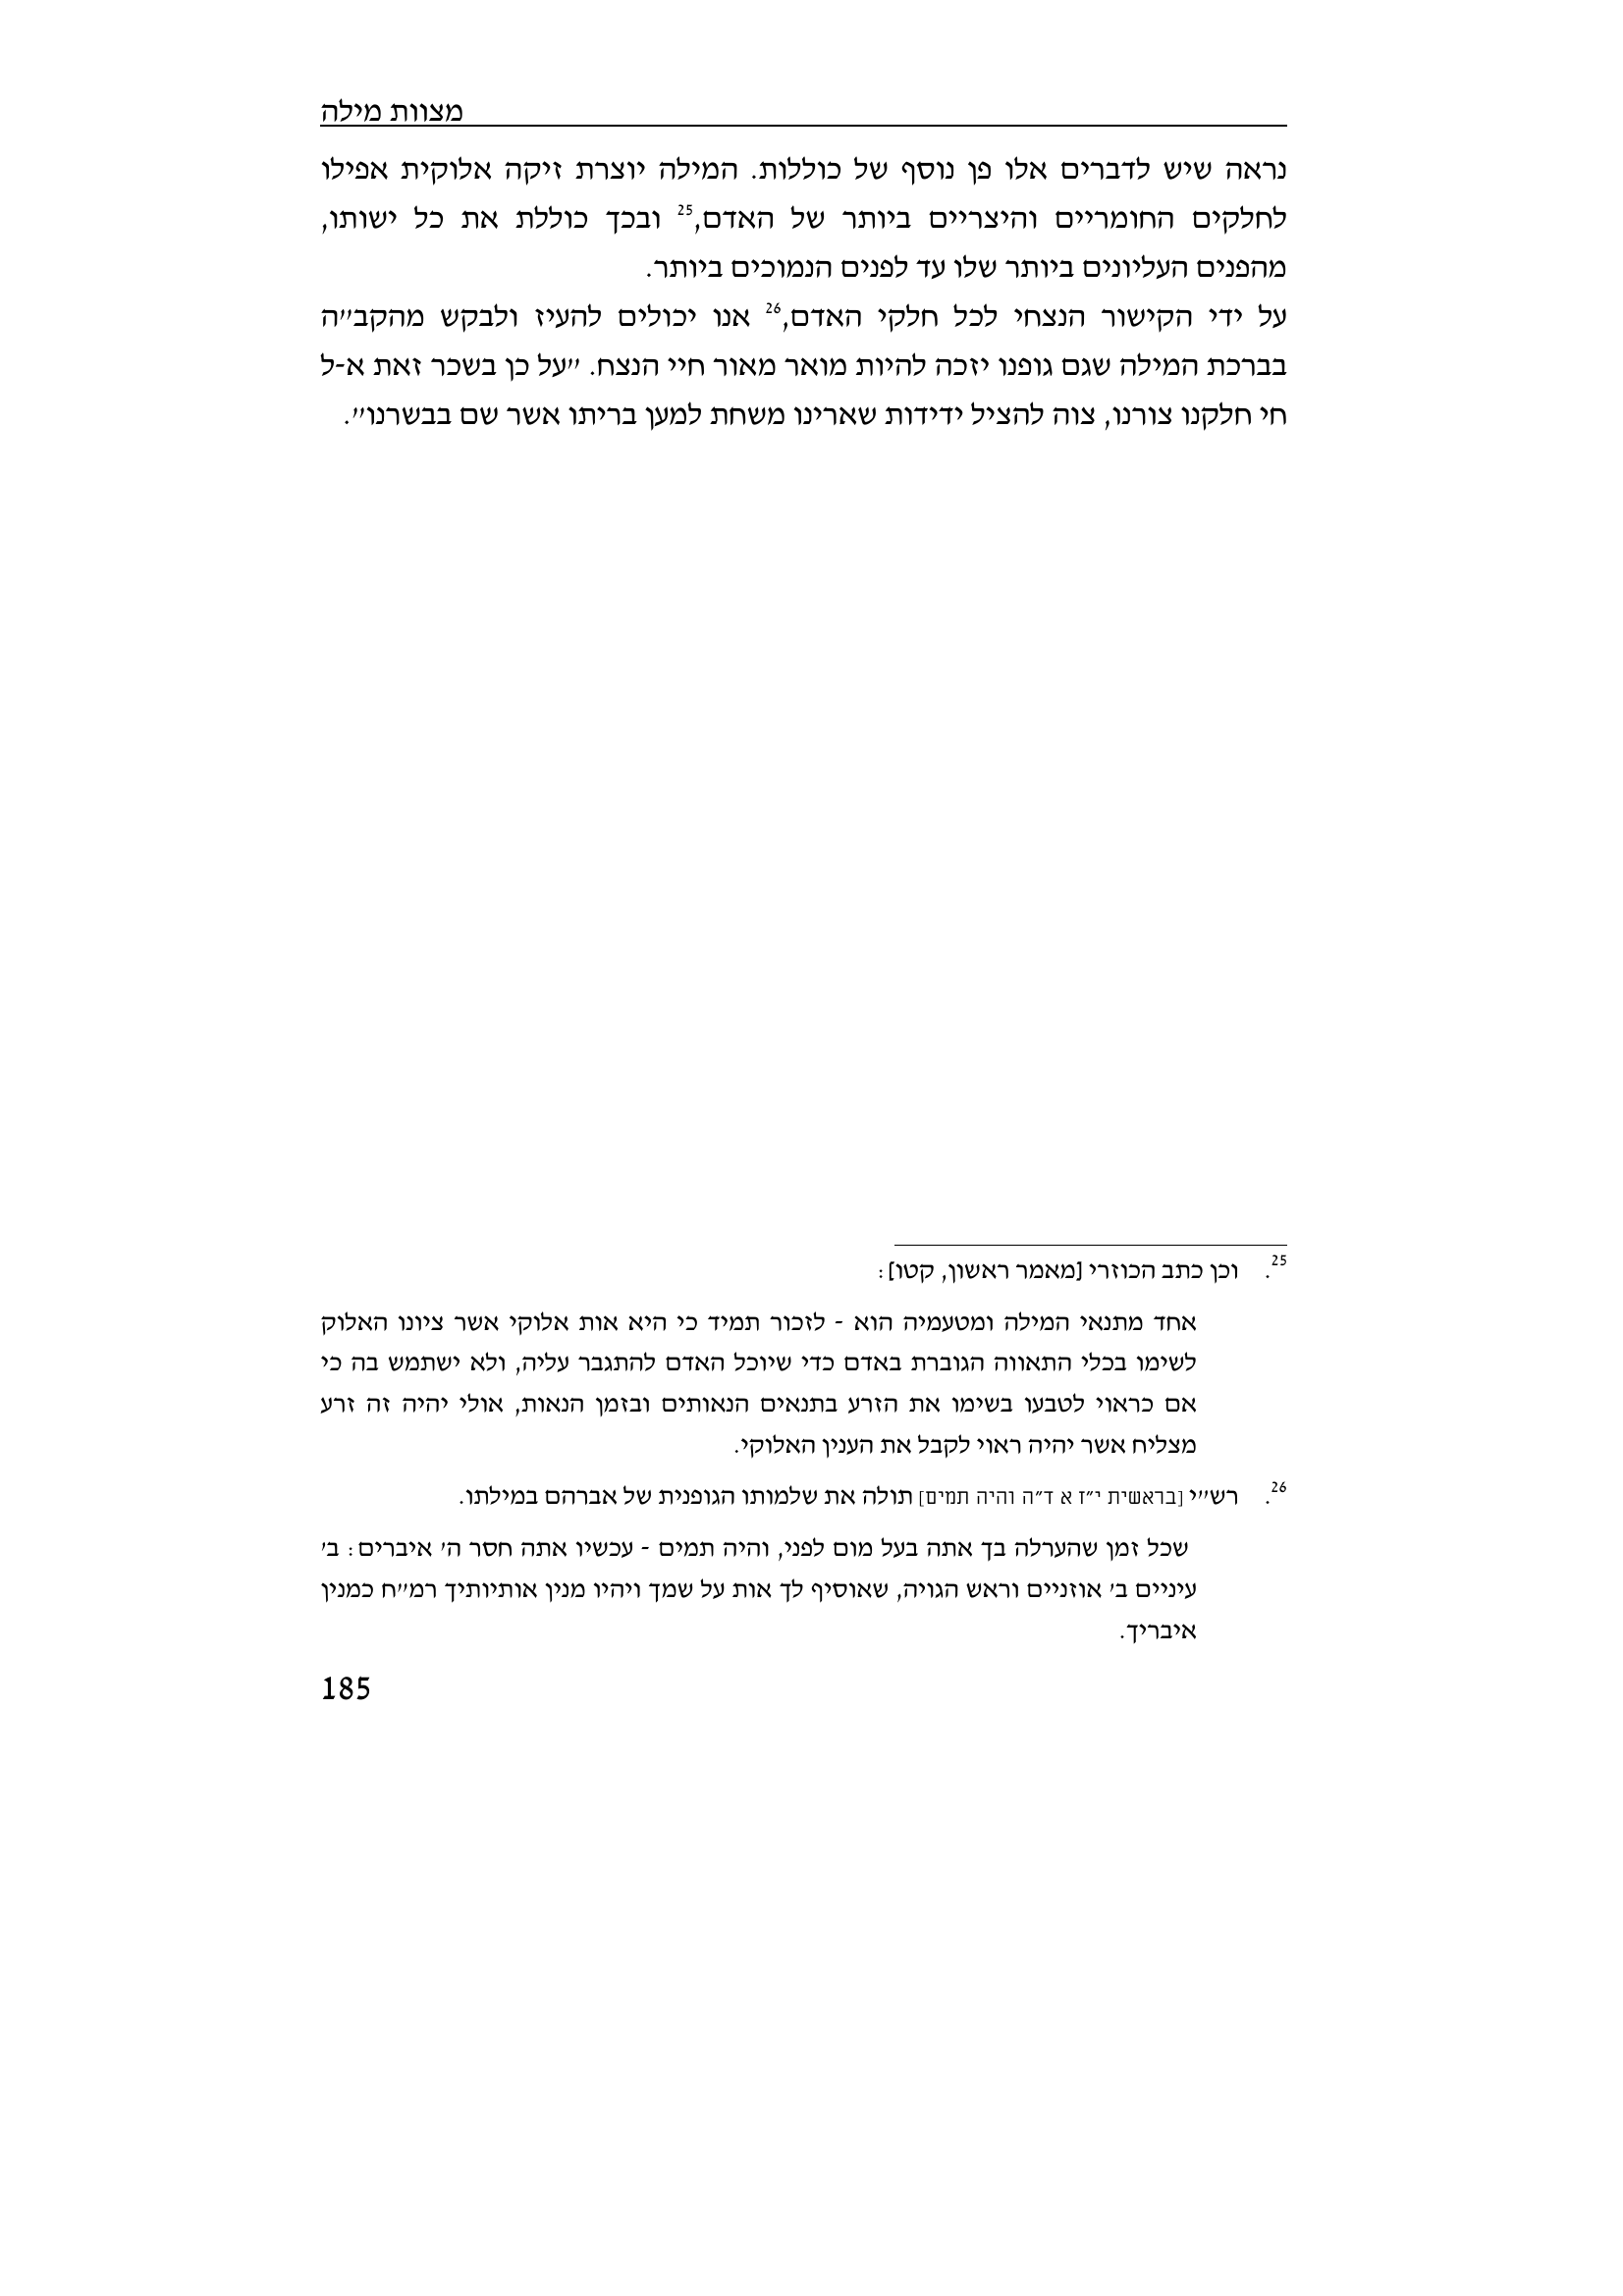 מצוות מילה
נראה שיש לדברים אלו פן נוסף של כוללות. המילה יוצרת זיקה אלוקית אפילו
לחלקים החומריים והיצריים ביותר של האדם,25 ובכך כוללת את כל ישותו,
מהפנים העליונים ביותר שלו עד לפנים הנמוכים ביותר.
על ידי הקישור הנצחי לכל חלקי האדם,26 אנו יכולים להעיז ולבקש מהקב״ה
בברכת המילה שגם גופנו יזכה להיות מואר מאור חיי הנצח. ״על כן בשכר זאת א-ל
חי חלקנו צורנו, צוה להציל ידידות שארינו משחת למען בריתו אשר שם בבשרנו״.
25. וכן כתב הכוזרי [מאמר ראשון, קטו]:
אחד מתנאי המילה ומטעמיה הוא - לזכור תמיד כי היא אות אלוקי אשר ציונו האלוק
לשימו בכלי התאווה הגוברת באדם כדי שיוכל האדם להתגבר עליה, ולא ישתמש בה כי
אם כראוי לטבעו בשימו את הזרע בתנאים הנאותים ובזמן הנאות, אולי יהיה זה זרע
מצליח אשר יהיה ראוי לקבל את הענין האלוקי.
26. רש״י [בראשית י״ז א ד״ה והיה תמים] תולה את שלמותו הגופנית של אברהם במילתו.
שכל זמן שהערלה בך אתה בעל מום לפני, והיה תמים - עכשיו אתה חסר ה׳ איברים: ב׳
עיניים ב׳ אוזניים וראש הגויה, שאוסיף לך אות על שמך ויהיו מנין אותיותיך רמ״ח כמנין
איבריך.
185